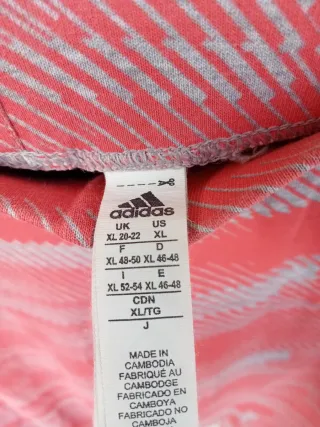 adidas
UK US
XL 20-22 XL
F D
XL 48-50 XL 46-48
I E
XL 52-54 XL 46-48
CDN
XL/TG
J
MADE IN
CAMBODIA
FABRIQUÉ AU
CAMBODGE
FABRICADO EN
CAMBOYA
FABRICADO NO
CAMBOJA